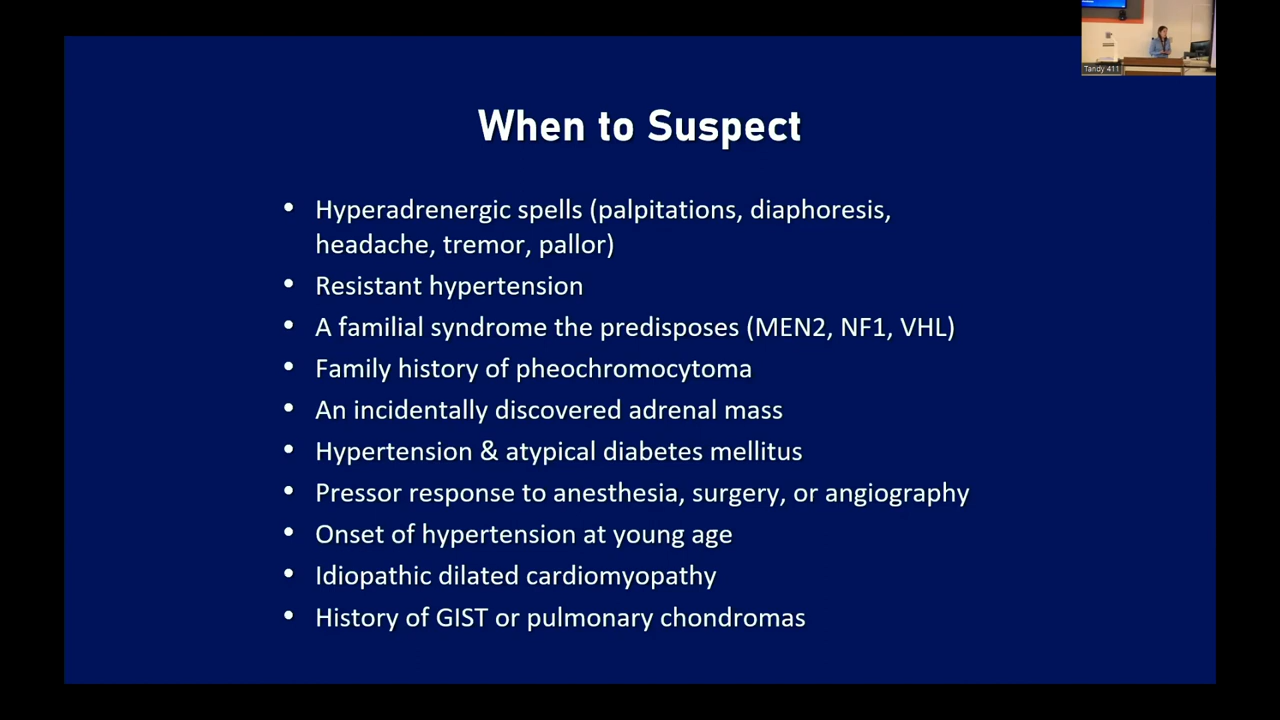 Tandy 411
When to Suspect
• Hyperadrenergic spells (palpitations, diaphoresis,
headache, tremor, pallor)
• Resistant hypertension
• A familial syndrome the predisposes (MEN2, NF1, VHL)
• Family history of pheochromocytoma
• An incidentally discovered adrenal mass
• Hypertension & atypical diabetes mellitus
• Pressor response to anesthesia, surgery, or angiography
• Onset of hypertension at young age
• Idiopathic dilated cardiomyopathy
• History of GIST or pulmonary chondromas